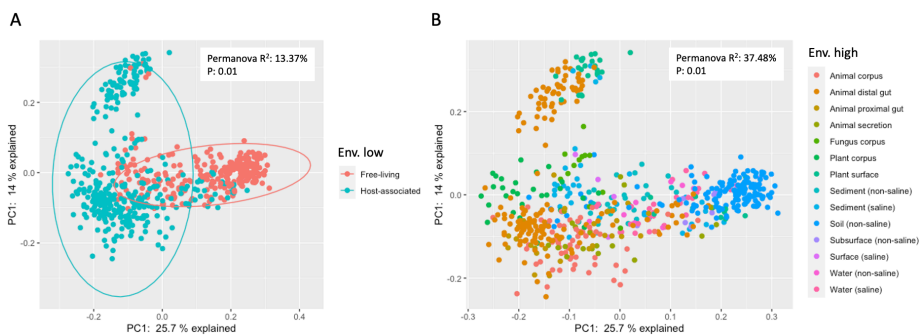 A
Permanova R²: 13.37%
P: 0.01
0.2
0.0
-0.2
PC1: 14 % explained
-0.2
0.0
0.2
0.4
PC1: 25.7 % explained
Env. low
Free-living
Host-associated
B
Permanova R²: 37.48%
P: 0.01
0.2
0.0
-0.2
PC1: 14 % explained
-0.3
-0.2
-0.1
0.0
0.1
0.2
0.3
PC1: 25.7 % explained
Env. high
Animal corpus
Animal distal gut
Animal proximal gut
Animal secretion
Fungus corpus
Plant corpus
Plant surface
Sediment (non-saline)
Sediment (saline)
Soil (non-saline)
Subsurface (non-saline)
Surface (saline)
Water (non-saline)
Water (saline)